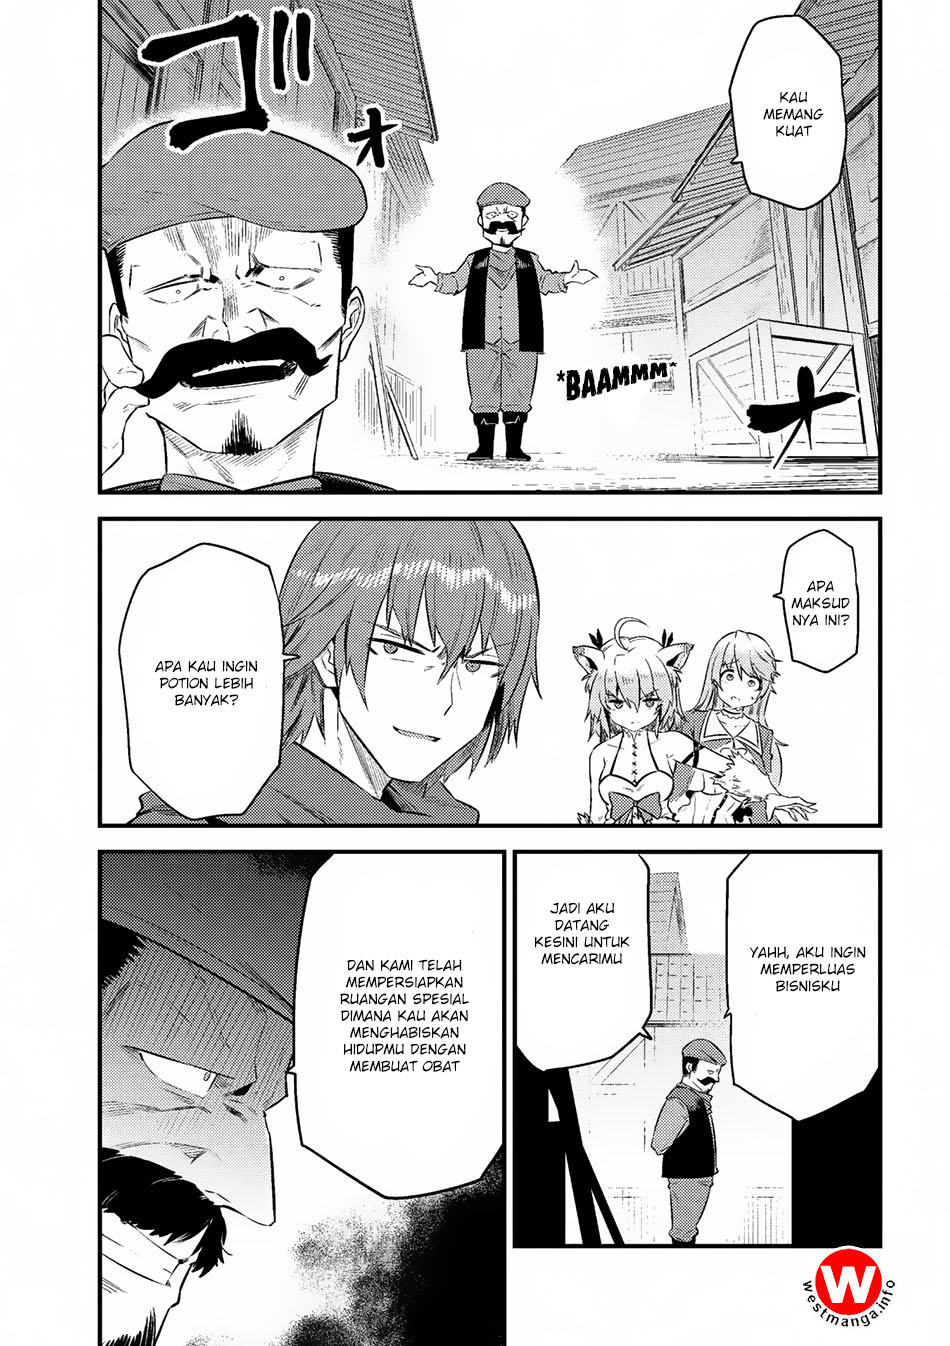 KAU
MEMANG
KUAT
ゴ
ォ
オ
*BAAMMM*
APA
MAKSUD
NYA INI?
APA KAU INGIN
POTION LEBIH
BANYAK?
YAHH, AKU INGIN
MEMPERLUAS
BISNISKU
JADI AKU
DATANG
KESINI UNTUK
MENCARIMU
DAN KAMI TELAH
MEMPERSIAPKAN
RUANGAN SPESIAL
DIMANA KAU AKAN
MENGHABISKAN
HIDUPMU DENGAN
MEMBUAT OBAT
W
westmanga.info